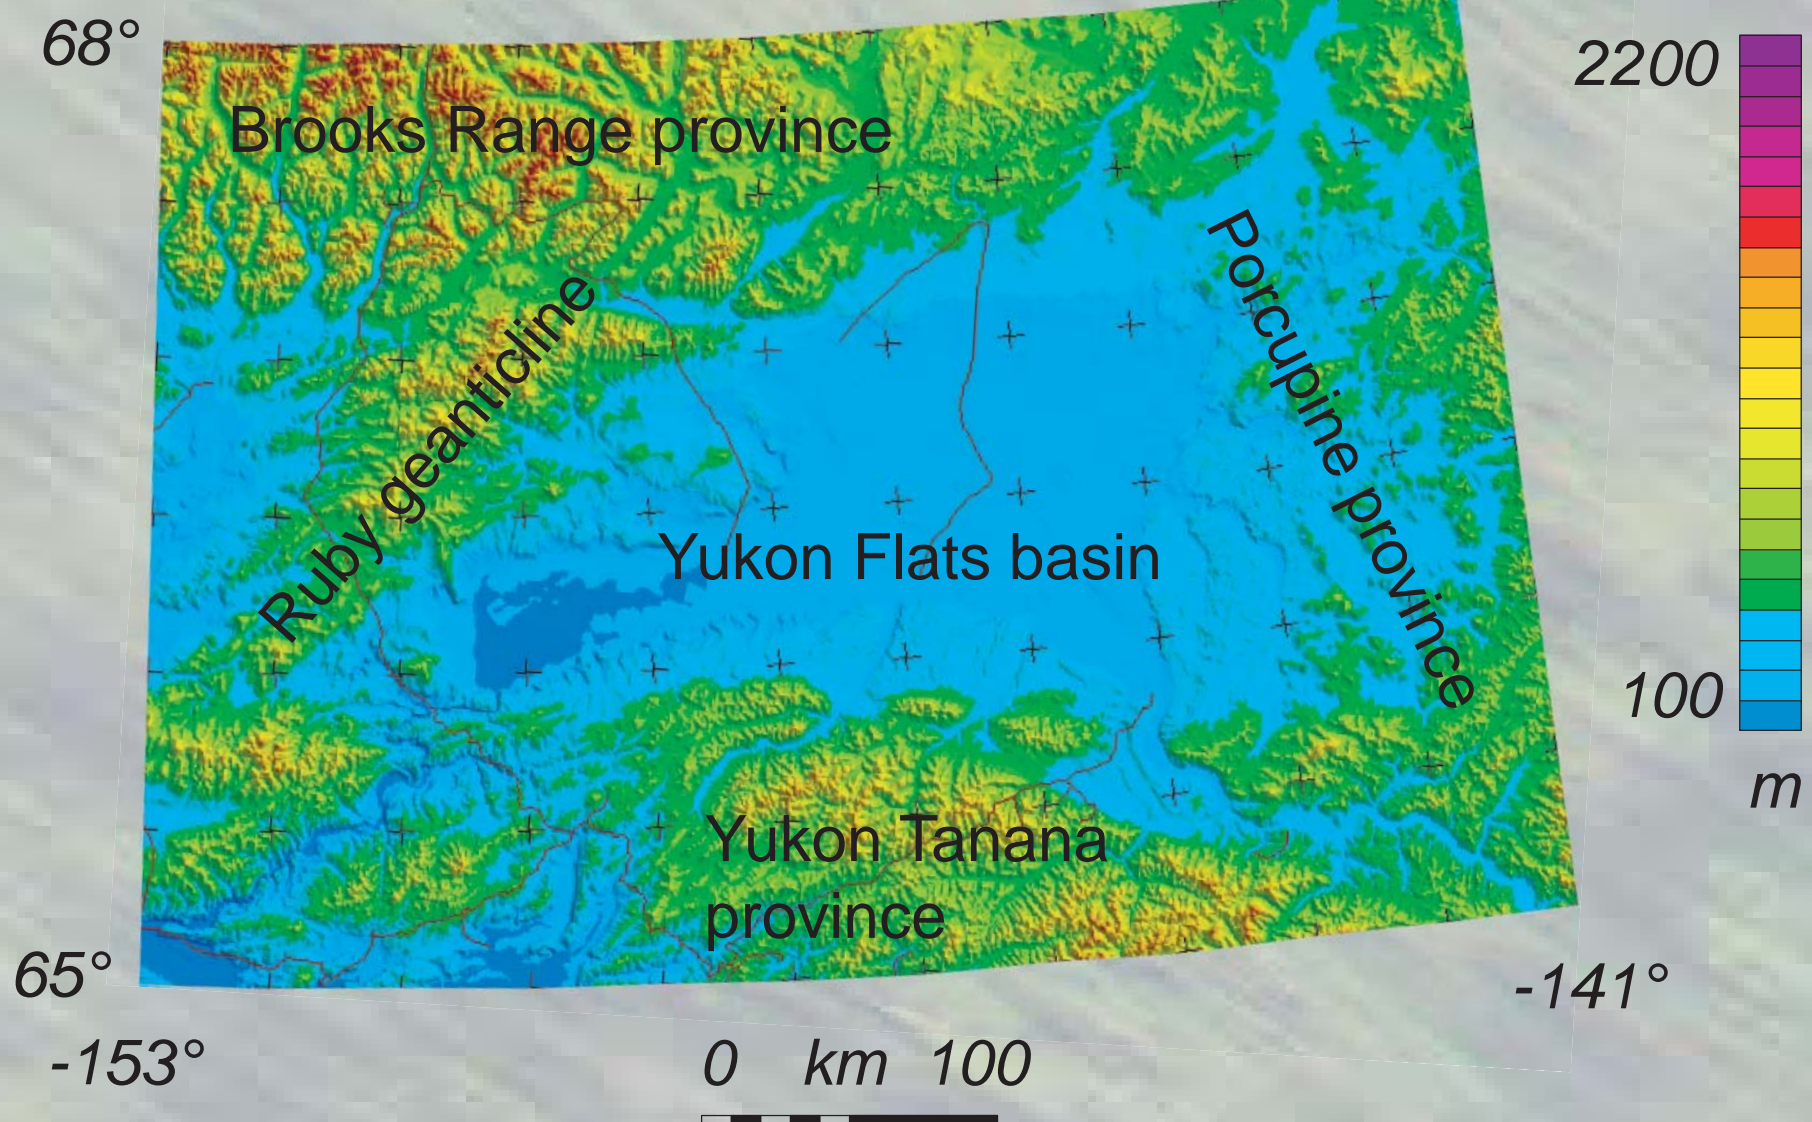 68°
2200
Brooks Range province
Porcupine province
Ruby geanticline
Yukon Flats basin
100
m
Yukon Tanana
province
65°
-141°
-153°
0 km 100